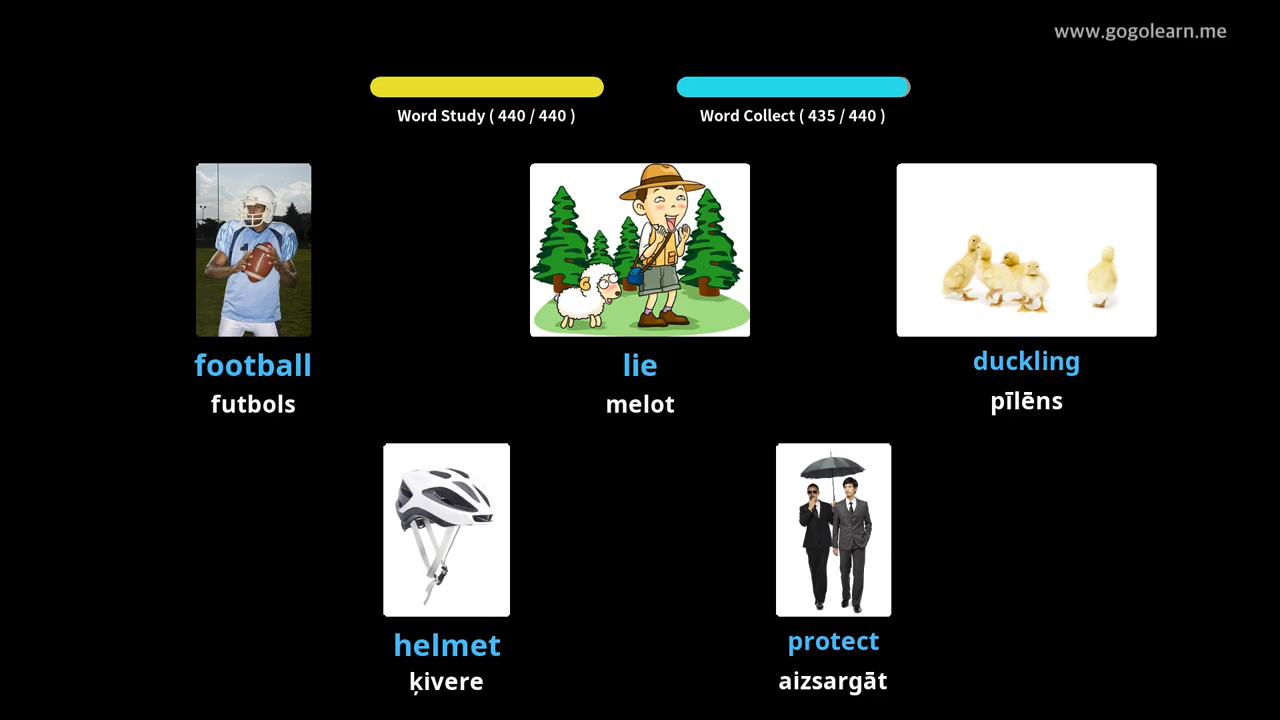 www.gogolearn.me
Word Study ( 440 / 440 )
Word Collect ( 435 / 440 )
football
futbols
lie
melot
duckling
pīlēns
helmet
ķivere
protect
aizsargāt